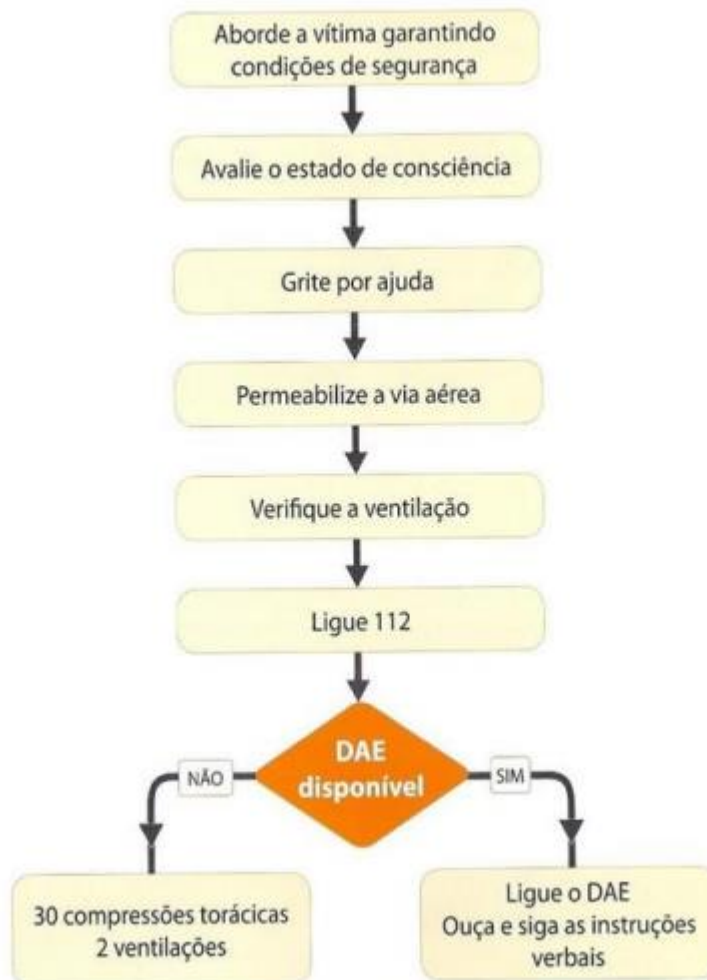 Aborde a vítima garantindo
condições de segurança
Avalie o estado de consciência
Grite por ajuda
Permeabilize a via aérea
Verifique a ventilação
Ligue 112
DAE
disponível
NÃO
SIM
30 compressões torácicas
2 ventilações
Ligue o DAE
Ouça e siga as instruções
verbais